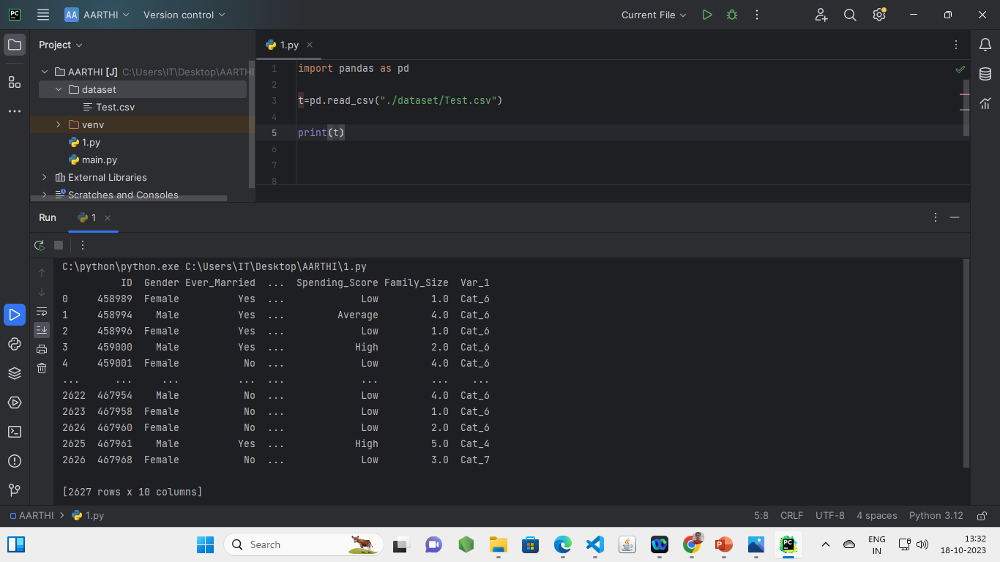 PC AA AARTHI Version control Current File
Project
1.py
AARTHI [J] C:\Users\IT\Desktop\AARTHI
dataset
Test.csv
venv
1.py
main.py
External Libraries
Scratches and Consoles
1 import pandas as pd
2
3 t=pd.read_csv("./dataset/Test.csv")
4
5 print(t)
6
7
8
Run 1
C:\python\python.exe C:\Users\IT\Desktop\AARTHI\1.py
ID Gender Ever_Married ... Spending_Score Family_Size Var_1
0 458989 Female Yes ... Low 1.0 Cat_6
1 458994 Male Yes ... Average 4.0 Cat_6
2 458996 Female Yes ... Low 1.0 Cat_6
3 459000 Male Yes ... High 2.0 Cat_6
4 459001 Female No ... Low 4.0 Cat_6
... ... ... ... ... ... ... ...
2622 467954 Male No ... Low 4.0 Cat_6
2623 467958 Female No ... Low 1.0 Cat_6
2624 467960 Female No ... Low 2.0 Cat_6
2625 467961 Male Yes ... High 5.0 Cat_4
2626 467968 Female No ... Low 3.0 Cat_7
[2627 rows x 10 columns]
AARTHI > 1.py 5:8 CRLF UTF-8 4 spaces Python 3.12
Search
PC
ENG
IN
13:32
18-10-2023